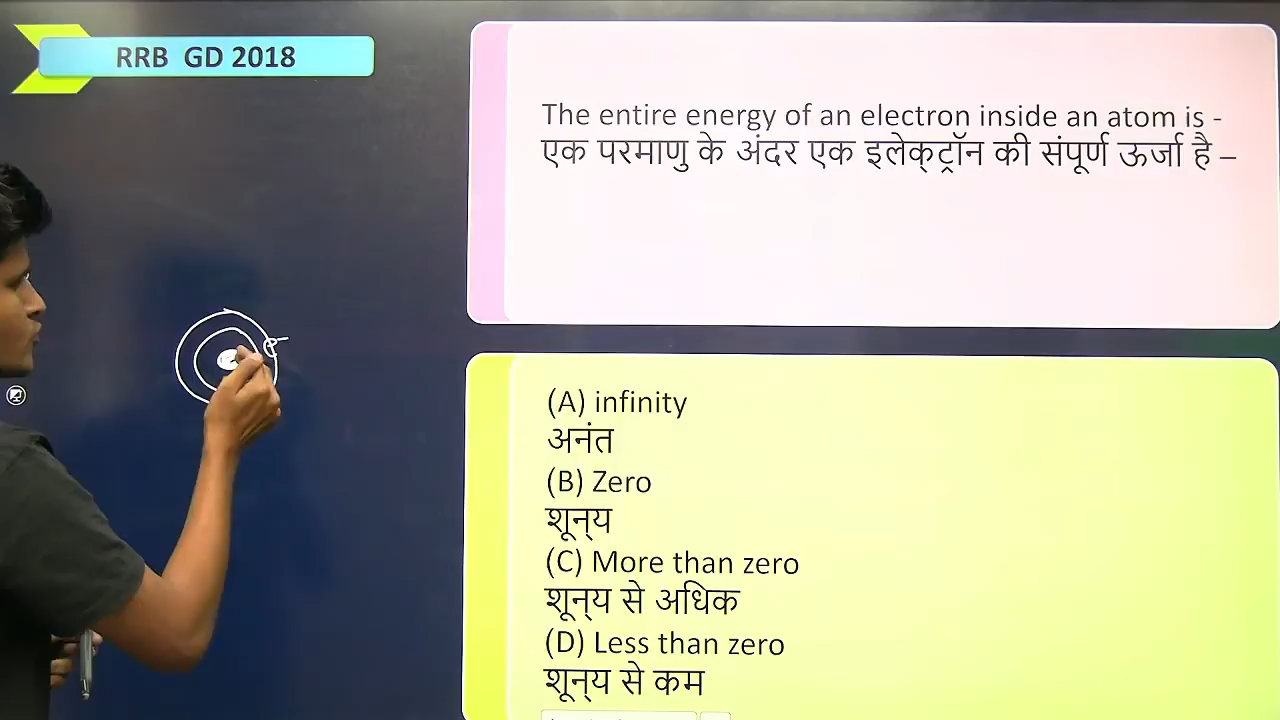 RRB GD 2018
The entire energy of an electron inside an atom is -
एक परमाणु के अंदर एक इलेक्ट्रॉन की संपूर्ण ऊर्जा है –
(A) infinity
अनंत
(B) Zero
शून्य
(C) More than zero
शून्य से अधिक
(D) Less than zero
शून्य से कम